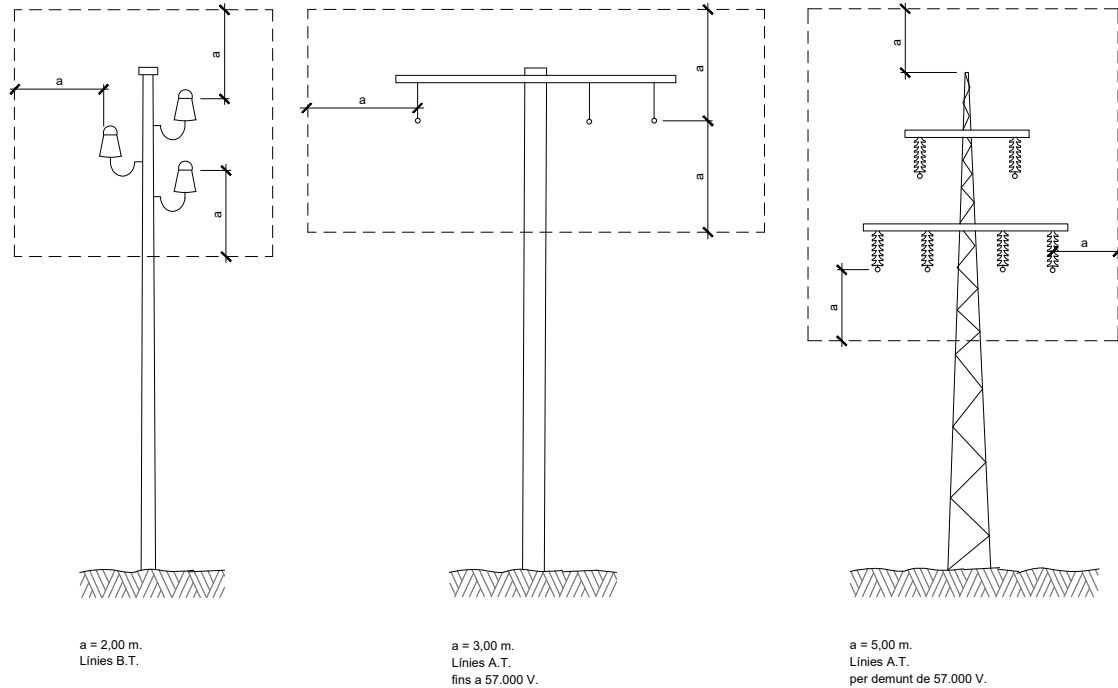 a
a
a
a
a
a
a
a
a
a = 2,00 m.
Línies B.T.
a = 3,00 m.
Línies A.T.
fins a 57.000 V.
a = 5,00 m.
Línies A.T.
per demunt de 57.000 V.